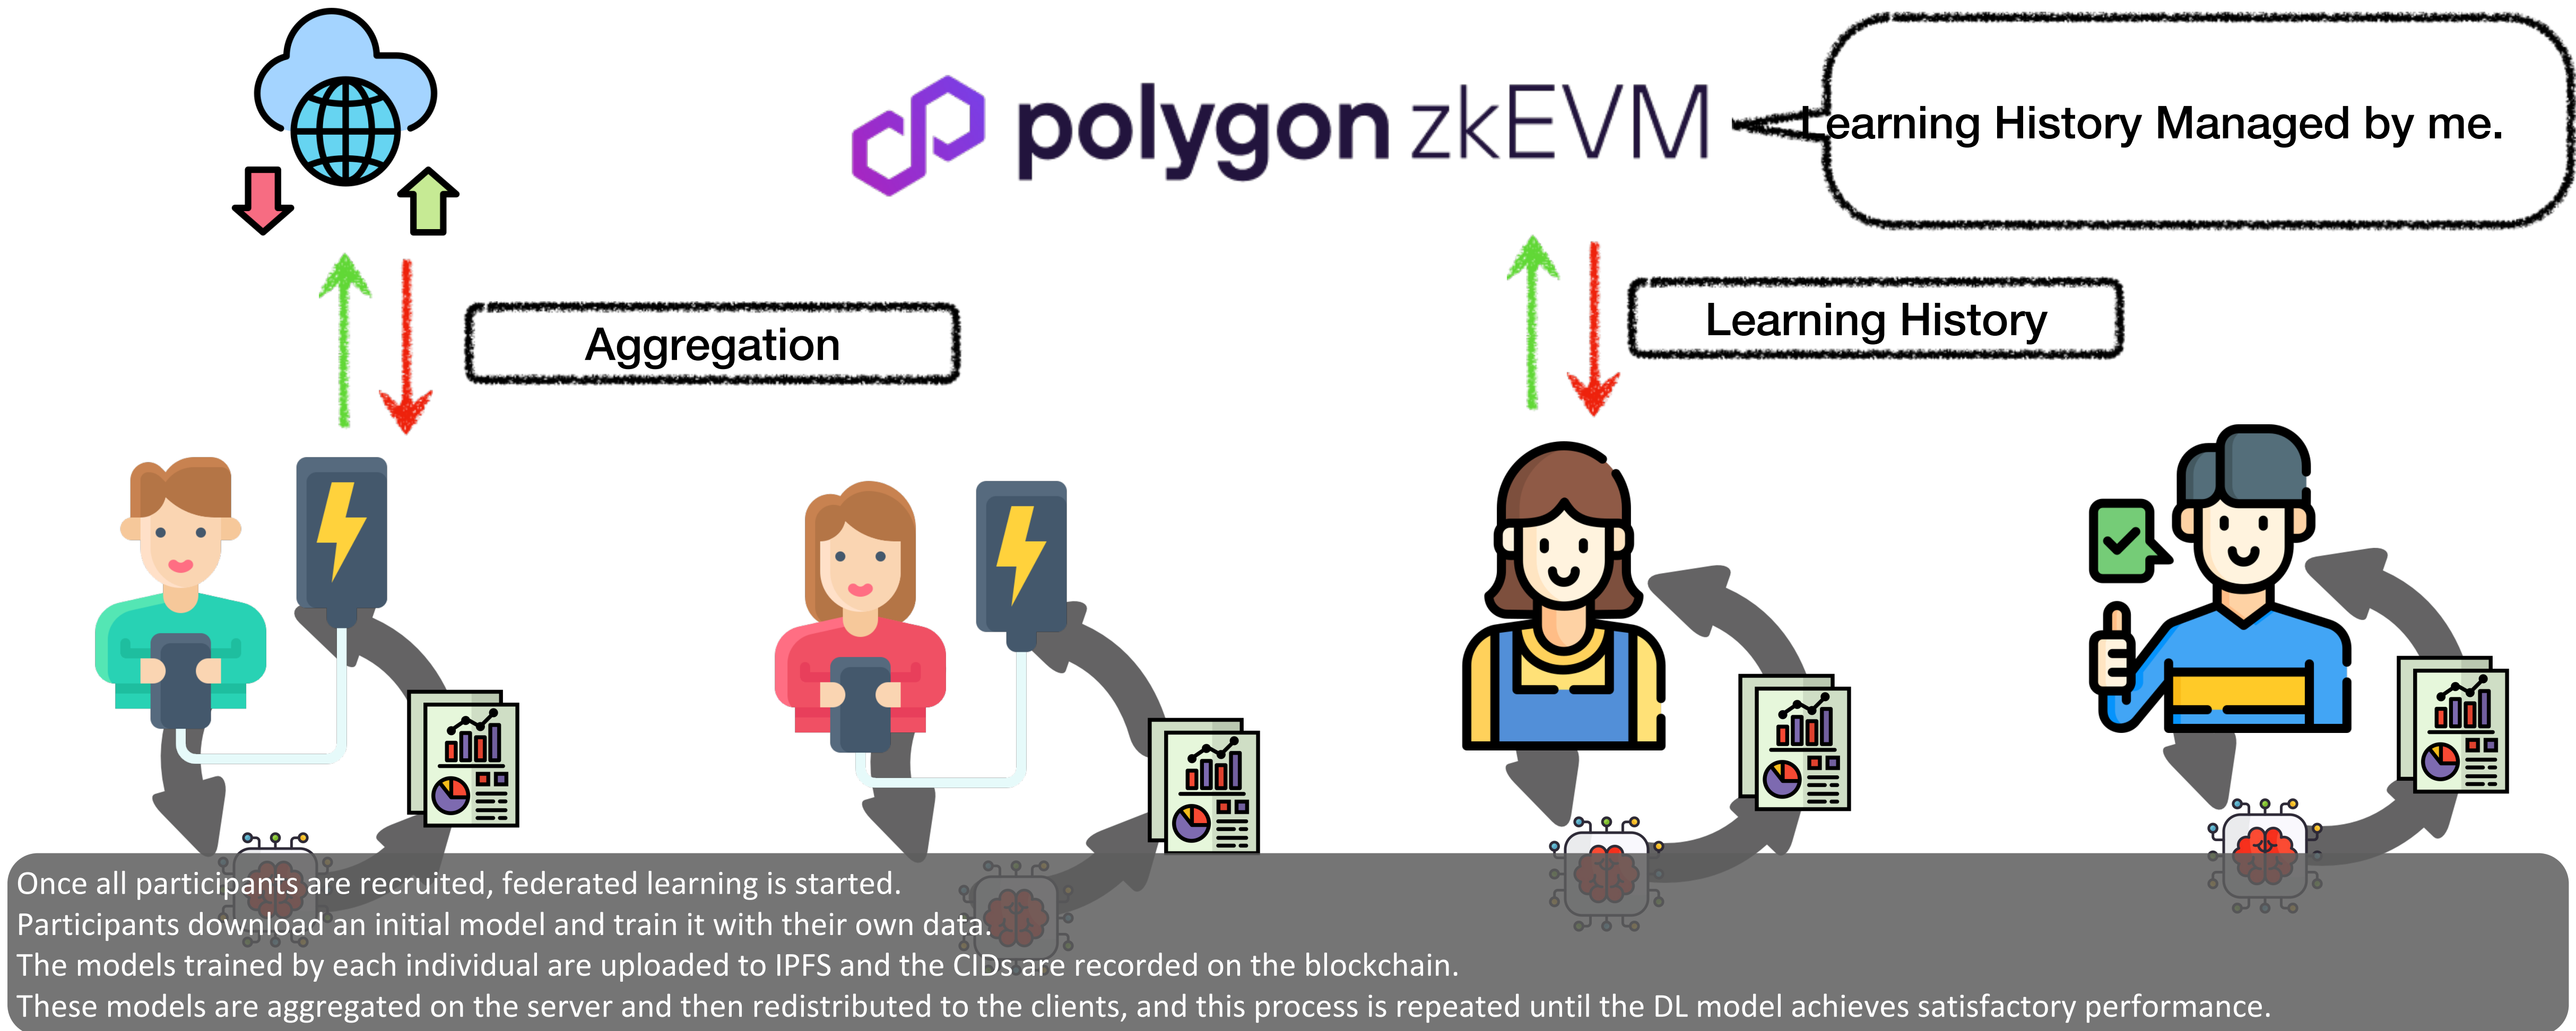 polygon zkEVM
Learning History Managed by me.
Aggregation
Learning History
Once all participants are recruited, federated learning is started.
Participants download an initial model and train it with their own data.
The models trained by each individual are uploaded to IPFS and the CIDs are recorded on the blockchain.
These models are aggregated on the server and then redistributed to the clients, and this process is repeated until the DL model achieves satisfactory performance.